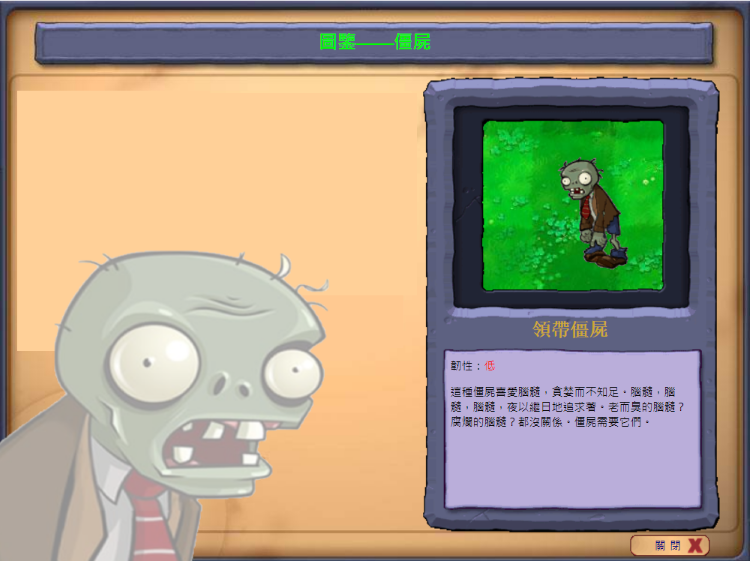 圖鑒——僵屍
領帶僵屍
韌性：低
這種僵屍喜愛腦髓，貪婪而不知足。腦髓，腦
髓，腦髓，夜以繼日地追求著。老而臭的腦髓？
腐爛的腦髓？都沒關係。僵屍需要它們。
關閉